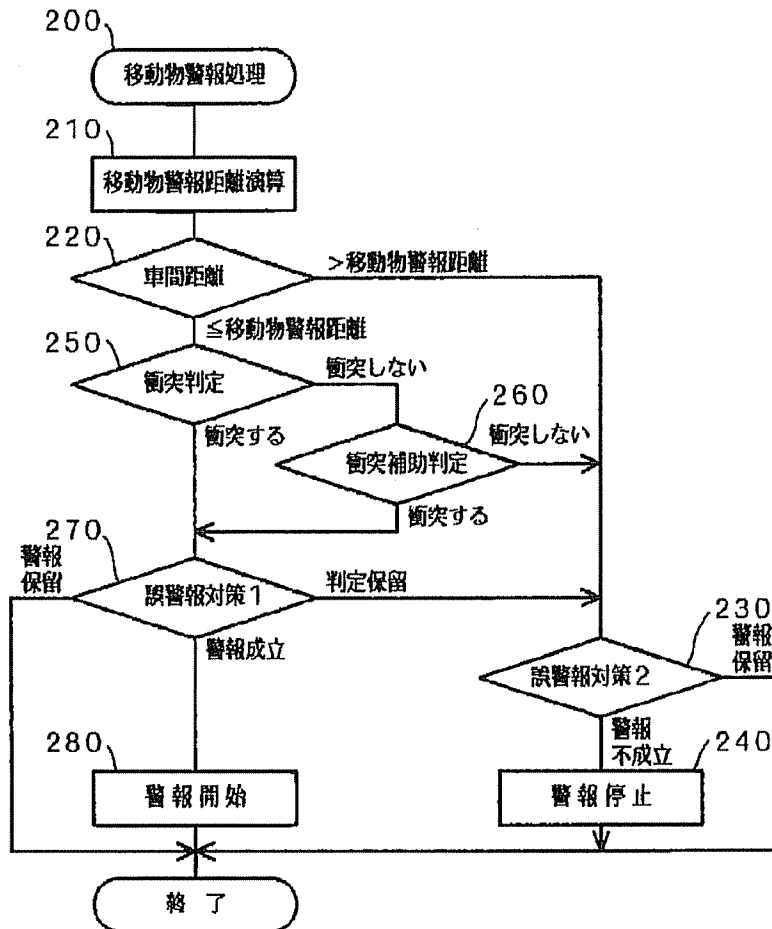 200
移動物警報処理
210
移動物警報距離演算
220
車間距離
>移動物警報距離
≦移動物警報距離
250
衝突判定
衝突しない
衝突する
260
衝突補助判定
衝突しない
衝突する
270
警報
保留
誤警報対策1
判定保留
警報成立
230
警報
保留
誤警報対策2
警報
不成立
280
警報開始
240
警報停止
終了